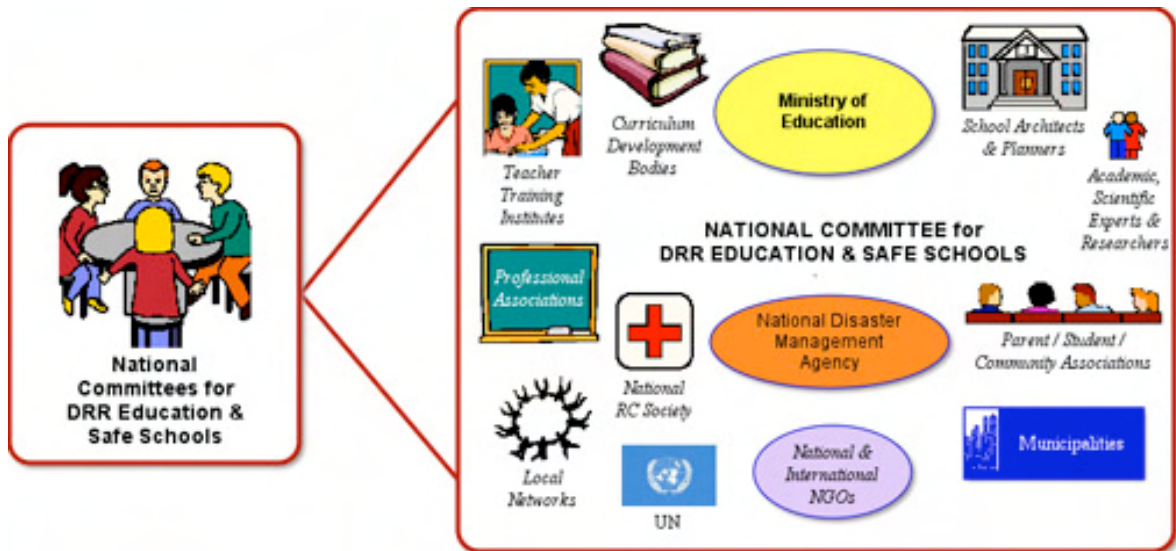 National
Committees for
DRR Education &
Safe Schools
Teacher
Training
Institutes
Curriculum
Development
Bodies
Ministry of
Education
School Architects
& Planners
Academic,
Scientific
Experts &
Researchers
NATIONAL COMMITTEE for
DRR EDUCATION & SAFE SCHOOLS
Professional
Associations
National
RC Society
National Disaster
Management
Agency
Parent / Student /
Community Associations
Local
Networks
UN
National &
International
NGOs
Municipalities